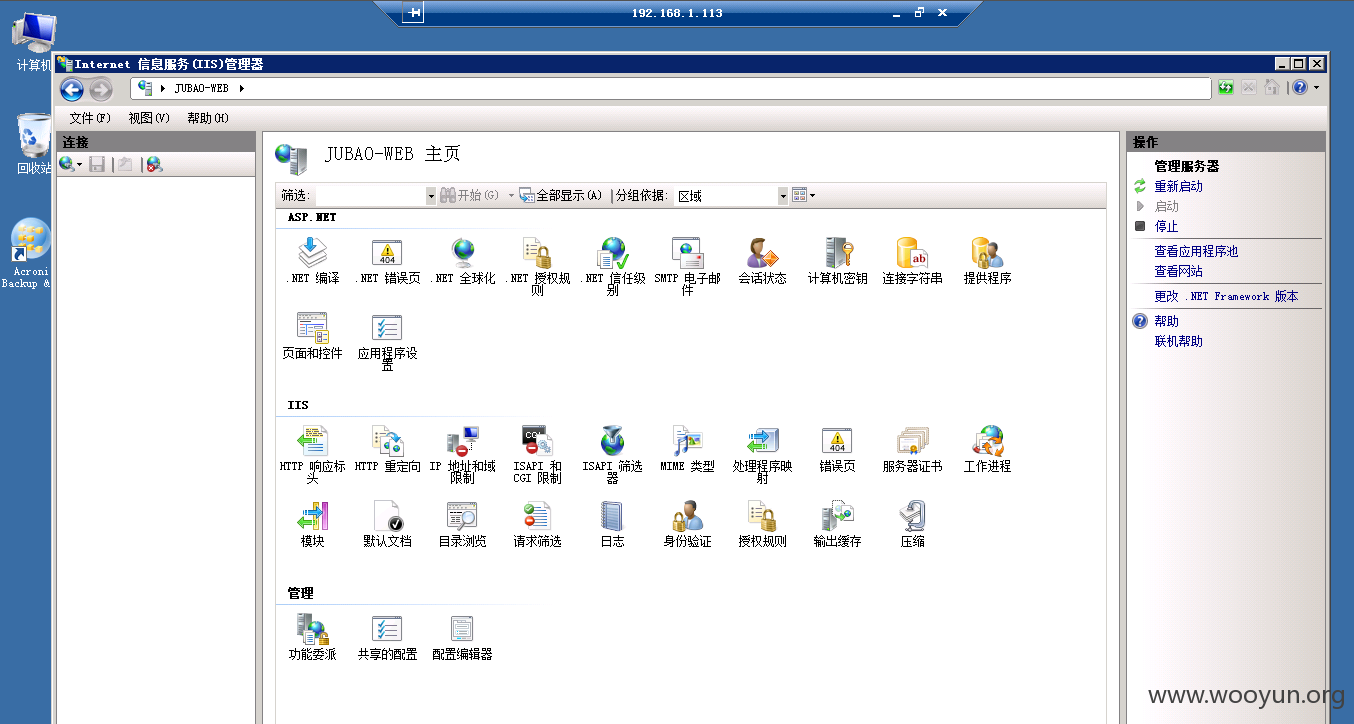 192.168.1.113
计算机
回收站
Acroni
Backup &
Internet 信息服务(IIS)管理器
JUBAO-WEB
文件(F) 视图(V) 帮助(H)
连接
JUBAO-WEB 主页
筛选: 开始(G) 全部显示(A) 分组依据: 区域
ASP.NET
.NET 编译
.NET 错误页
.NET 全球化
.NET 授权规
则
.NET 信任级
别
SMTP 电子邮
件
会话状态
计算机密钥
连接字符串
提供程序
页面和控件
应用程序设
置
IIS
HTTP 响应标
头
HTTP 重定向
IP 地址和域
限制
ISAPI 和
CGI 限制
ISAPI 筛选
器
MIME 类型
处理程序映
射
错误页
服务器证书
工作进程
模块
默认文档
目录浏览
请求筛选
日志
身份验证
授权规则
输出缓存
压缩
管理
功能委派
共享的配置
配置编辑器
操作
管理服务器
重新启动
启动
停止
查看应用程序池
查看网站
更改 .NET Framework 版本
帮助
联机帮助
www.wooyun.org